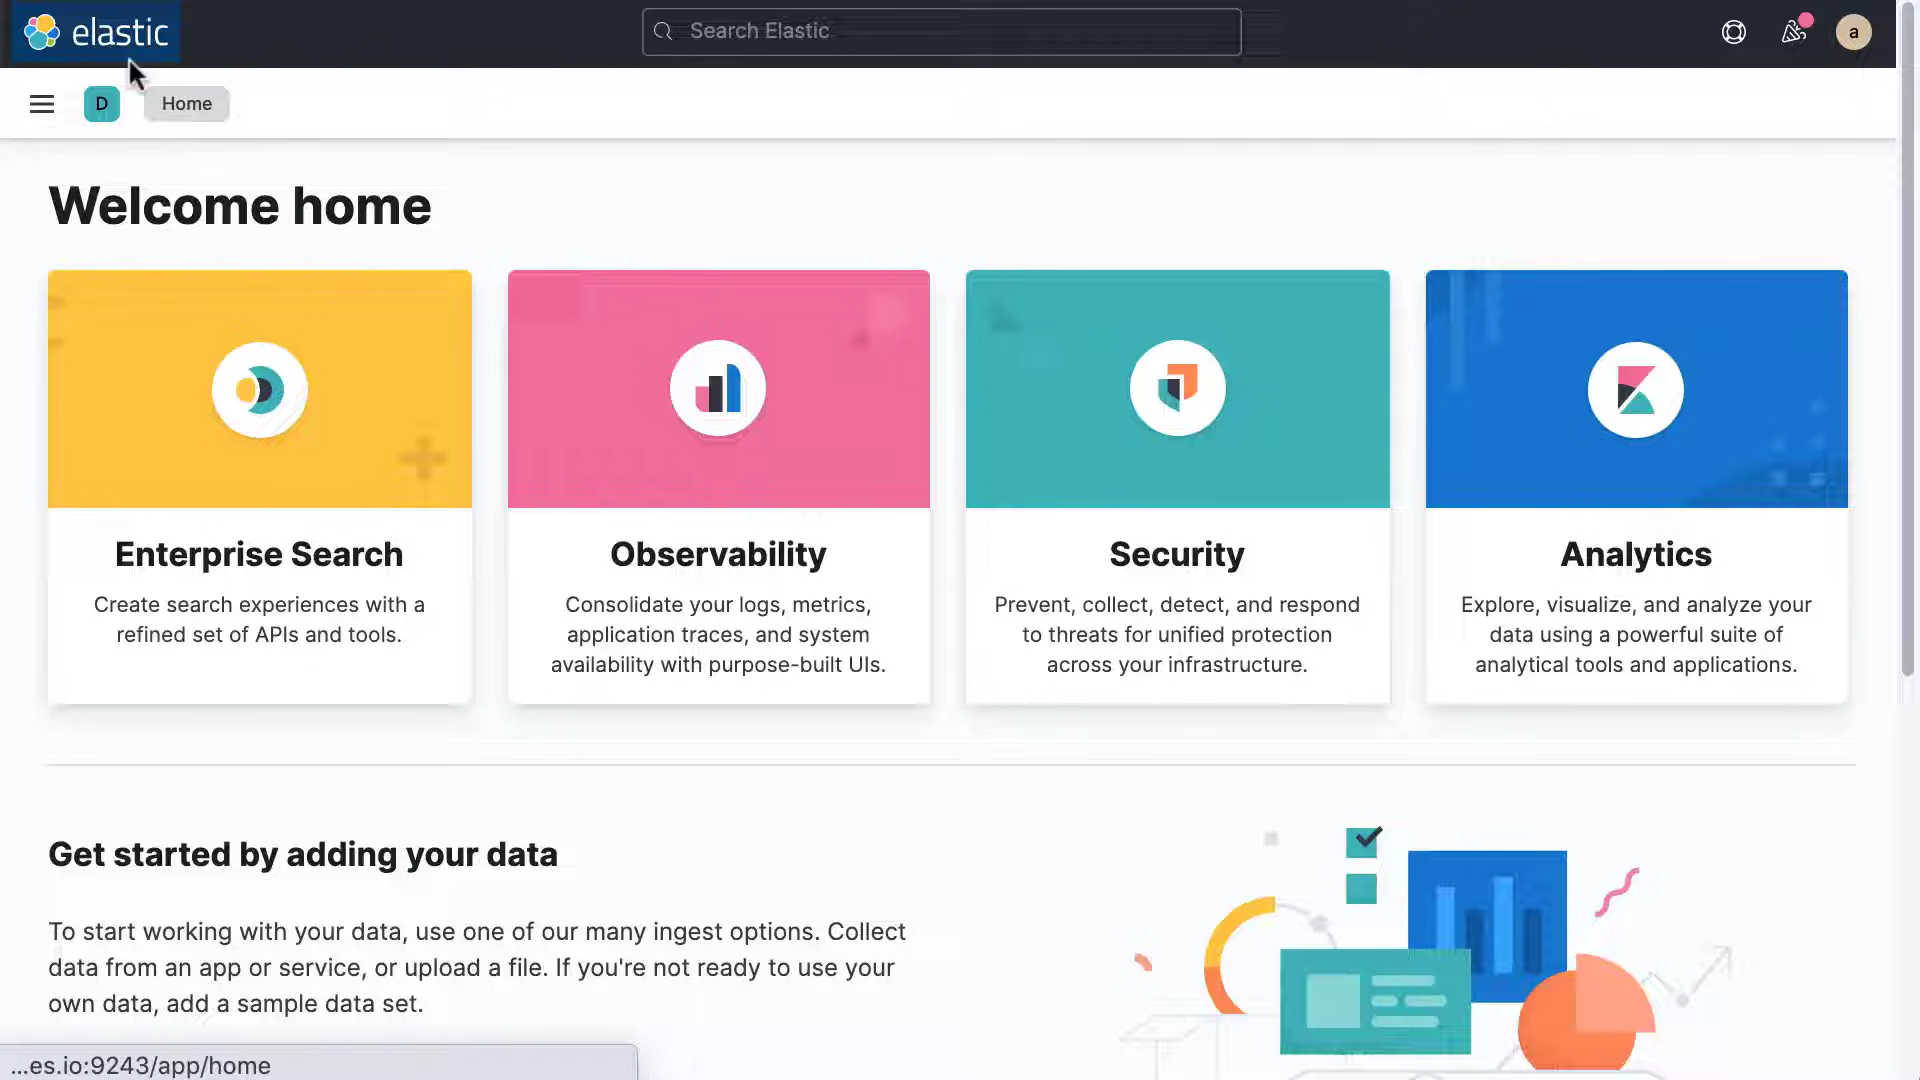 elastic
Search Elastic
a
D
Home
Welcome home
Enterprise Search
Create search experiences with a
refined set of APIs and tools.
Observability
Consolidate your logs, metrics,
application traces, and system
availability with purpose-built UIs.
Security
Prevent, collect, detect, and respond
to threats for unified protection
across your infrastructure.
Analytics
Explore, visualize, and analyze your
data using a powerful suite of
analytical tools and applications.
Get started by adding your data
To start working with your data, use one of our many ingest options. Collect
data from an app or service, or upload a file. If you're not ready to use your
own data, add a sample data set.
...es.io:9243/app/home